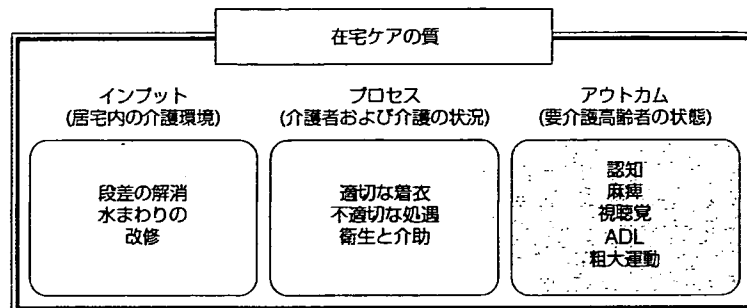 在宅ケアの質
インプット
(居宅内の介護環境)
段差の解消
水まわりの
改修
プロセス
(介護者および介護の状況)
適切な着衣
不適切な処遇
衛生と介助
アウトカム
(要介護高齢者の状態)
認知
麻痺
視聴覚
ADL
粗大運動